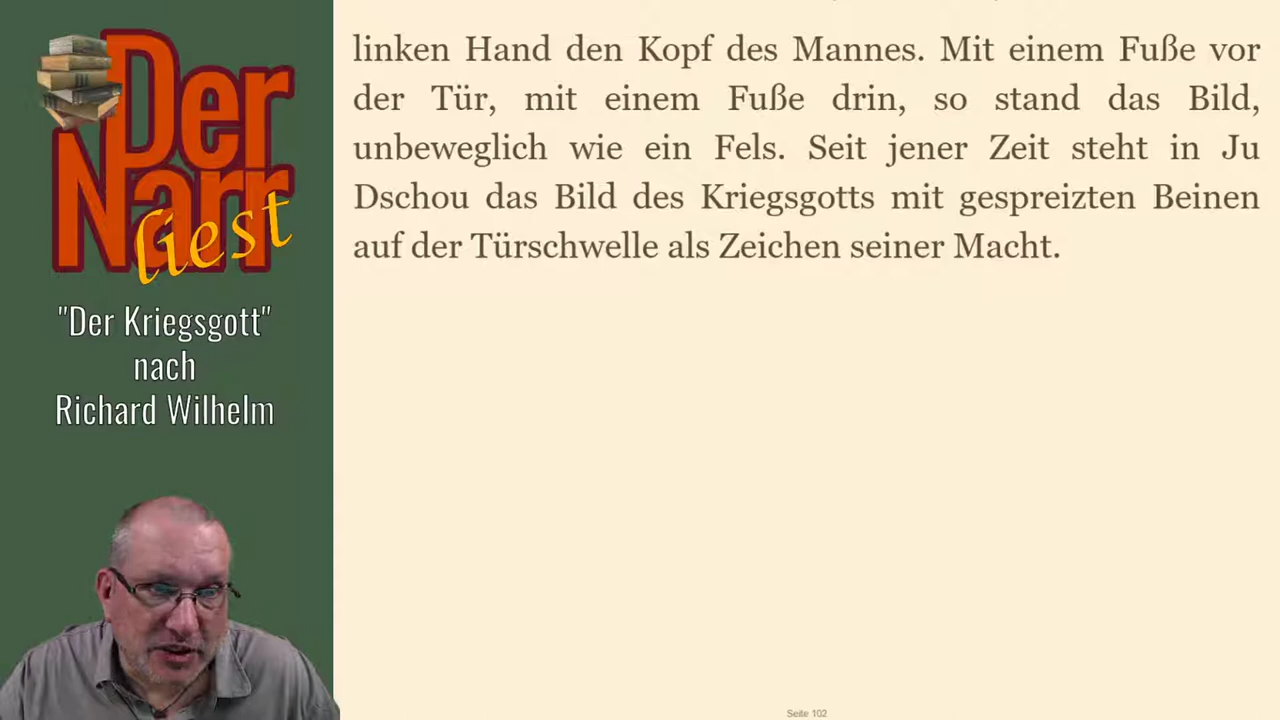 Der
Narr
liest
"Der Kriegsgott"
nach
Richard Wilhelm
linken Hand den Kopf des Mannes. Mit einem Fuße vor
der Tür, mit einem Fuße drin, so stand das Bild,
unbeweglich wie ein Fels. Seit jener Zeit steht in Ju
Dschou das Bild des Kriegsgotts mit gespreizten Beinen
auf der Türschwelle als Zeichen seiner Macht.
Seite 102